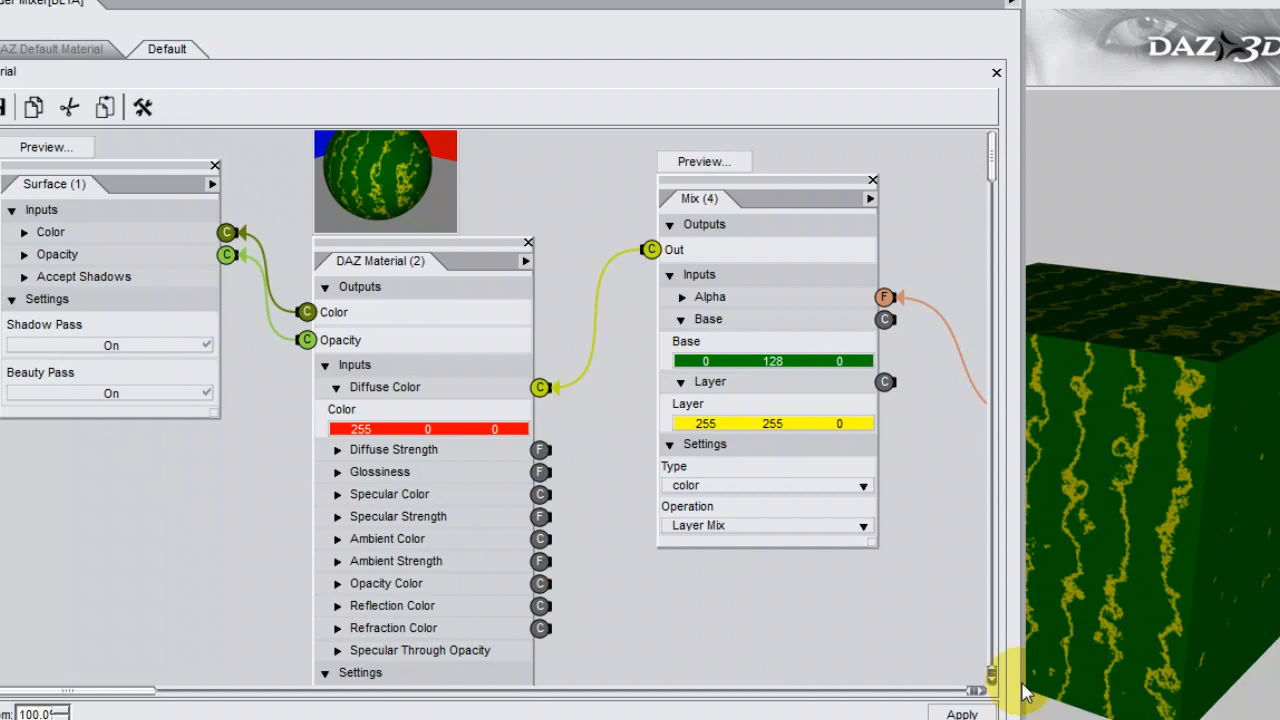 der Mixer[BETA]
AZ Default Material
Default
rial
DAZ 3D
Preview...
Surface (1)
Inputs
Color
Opacity
Accept Shadows
Settings
Shadow Pass
On
Beauty Pass
On
C
C
DAZ Material (2)
Outputs
C Color
C Opacity
Inputs
Diffuse Color C
Color
255 0 0
Diffuse Strength F
Glossiness F
Specular Color C
Specular Strength F
Ambient Color C
Ambient Strength F
Opacity Color C
Reflection Color C
Refraction Color C
Specular Through Opacity
Settings
Preview...
Mix (4)
Outputs
C Out
Inputs
Alpha F
Base C
Base
0 128 0
Layer C
Layer
255 255 0
Settings
Type
color
Operation
Layer Mix
om: 100.0%
Apply